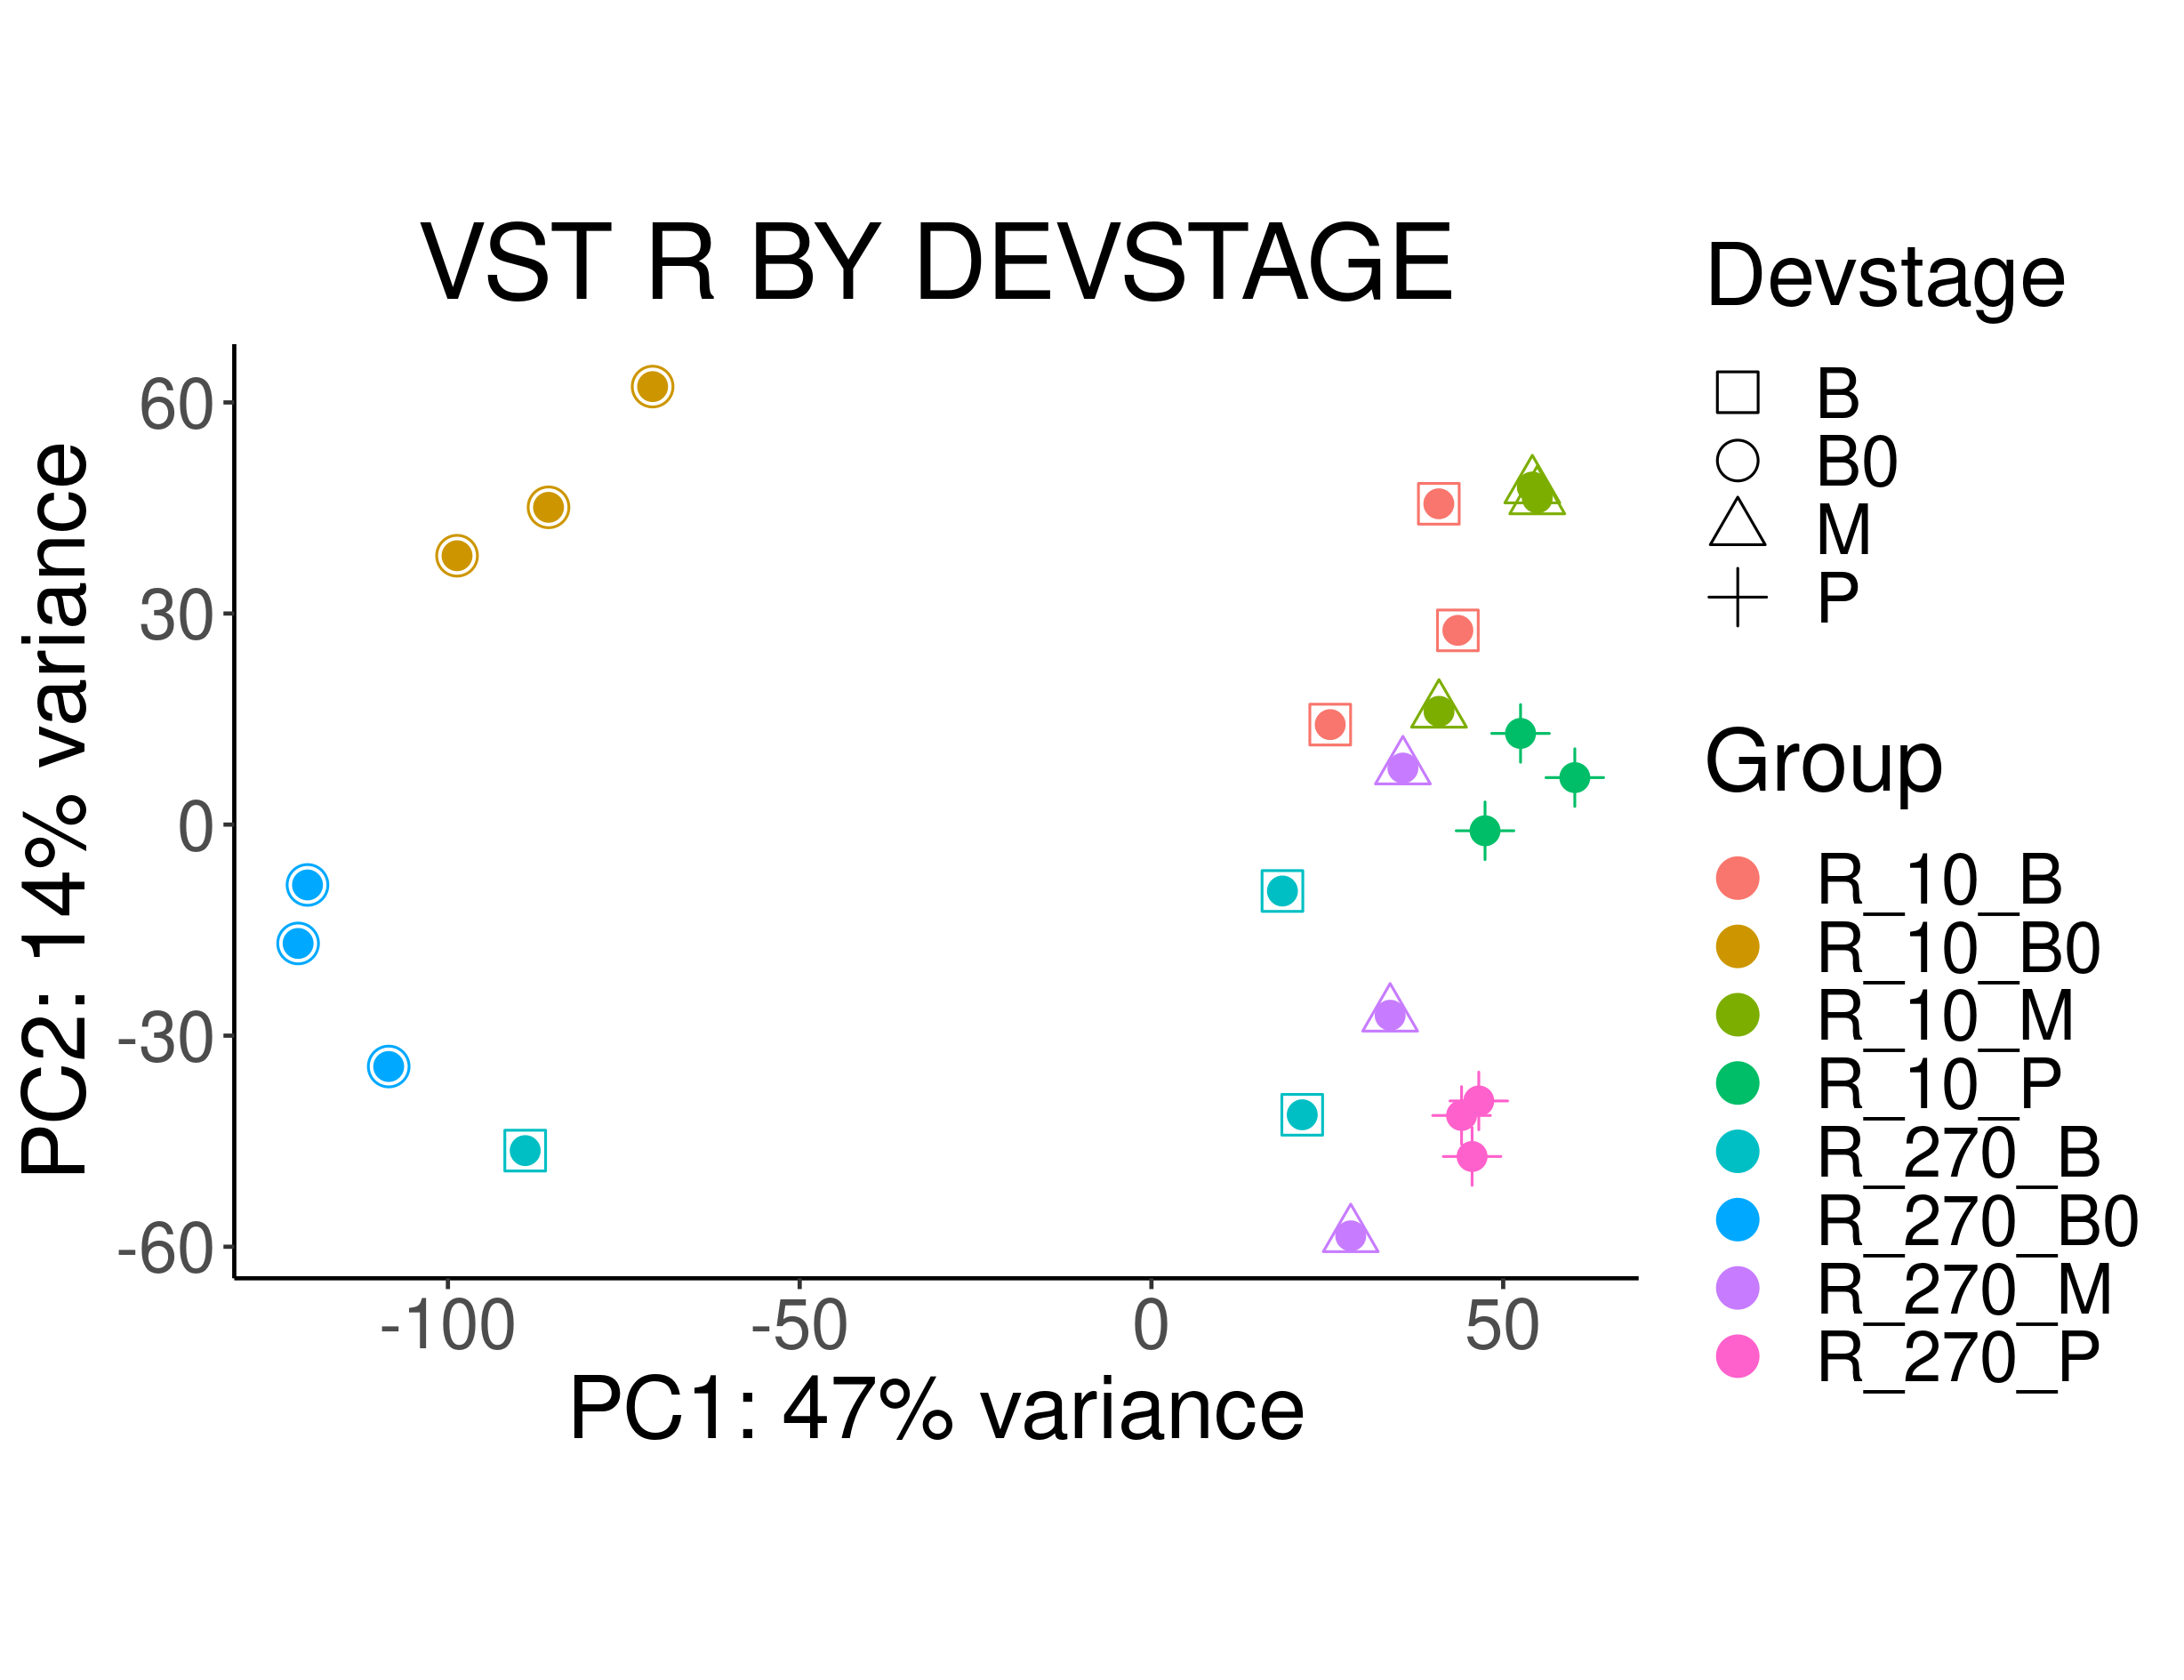 VST R BY DEVSTAGE
PC2: 14% variance
60
30
0
-30
-60
-100
-50
0
50
PC1: 47% variance
Devstage
B
B0
M
P
Group
R_10_B
R_10_B0
R_10_M
R_10_P
R_270_B
R_270_B0
R_270_M
R_270_P